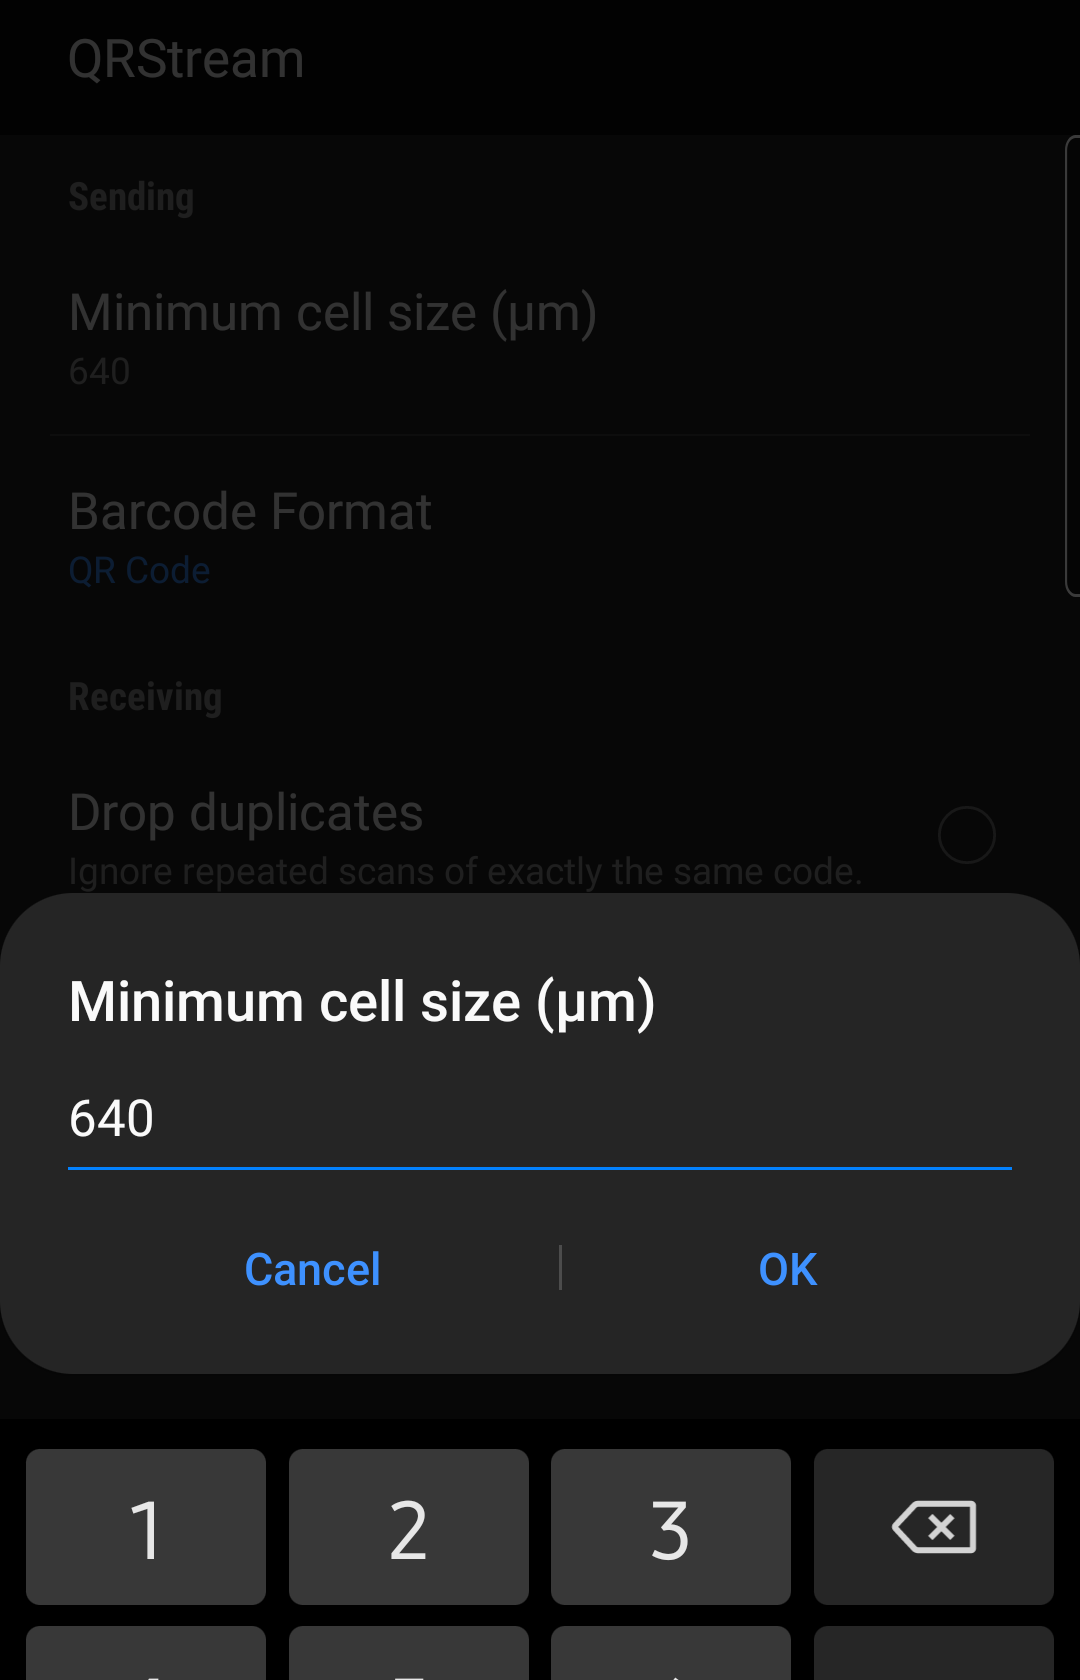 QRStream
Sending
Minimum cell size (µm)
640
Barcode Format
QR Code
Receiving
Drop duplicates
Ignore repeated scans of exactly the same code.
Minimum cell size (µm)
640
Cancel
OK
1 2 3